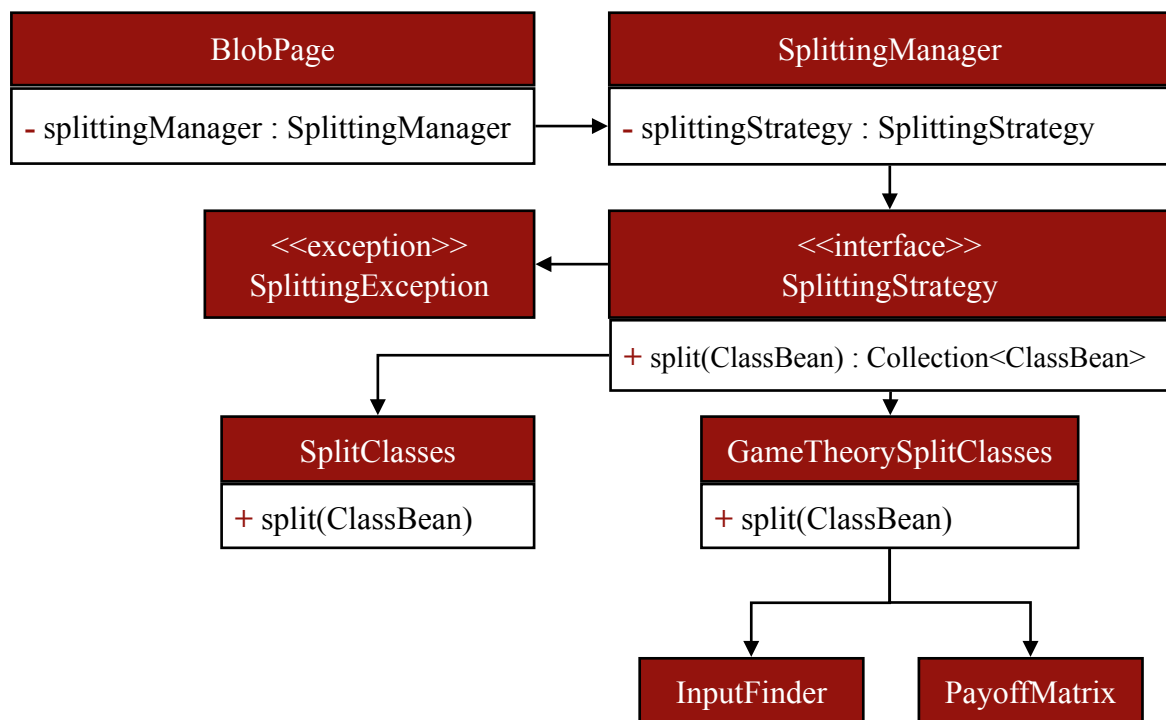 BlobPage
- splittingManager : SplittingManager
SplittingManager
- splittingStrategy : SplittingStrategy
<<exception>>
SplittingException
<<interface>>
SplittingStrategy
+ split(ClassBean) : Collection<ClassBean>
SplitClasses
+ split(ClassBean)
GameTheorySplitClasses
+ split(ClassBean)
InputFinder
PayoffMatrix